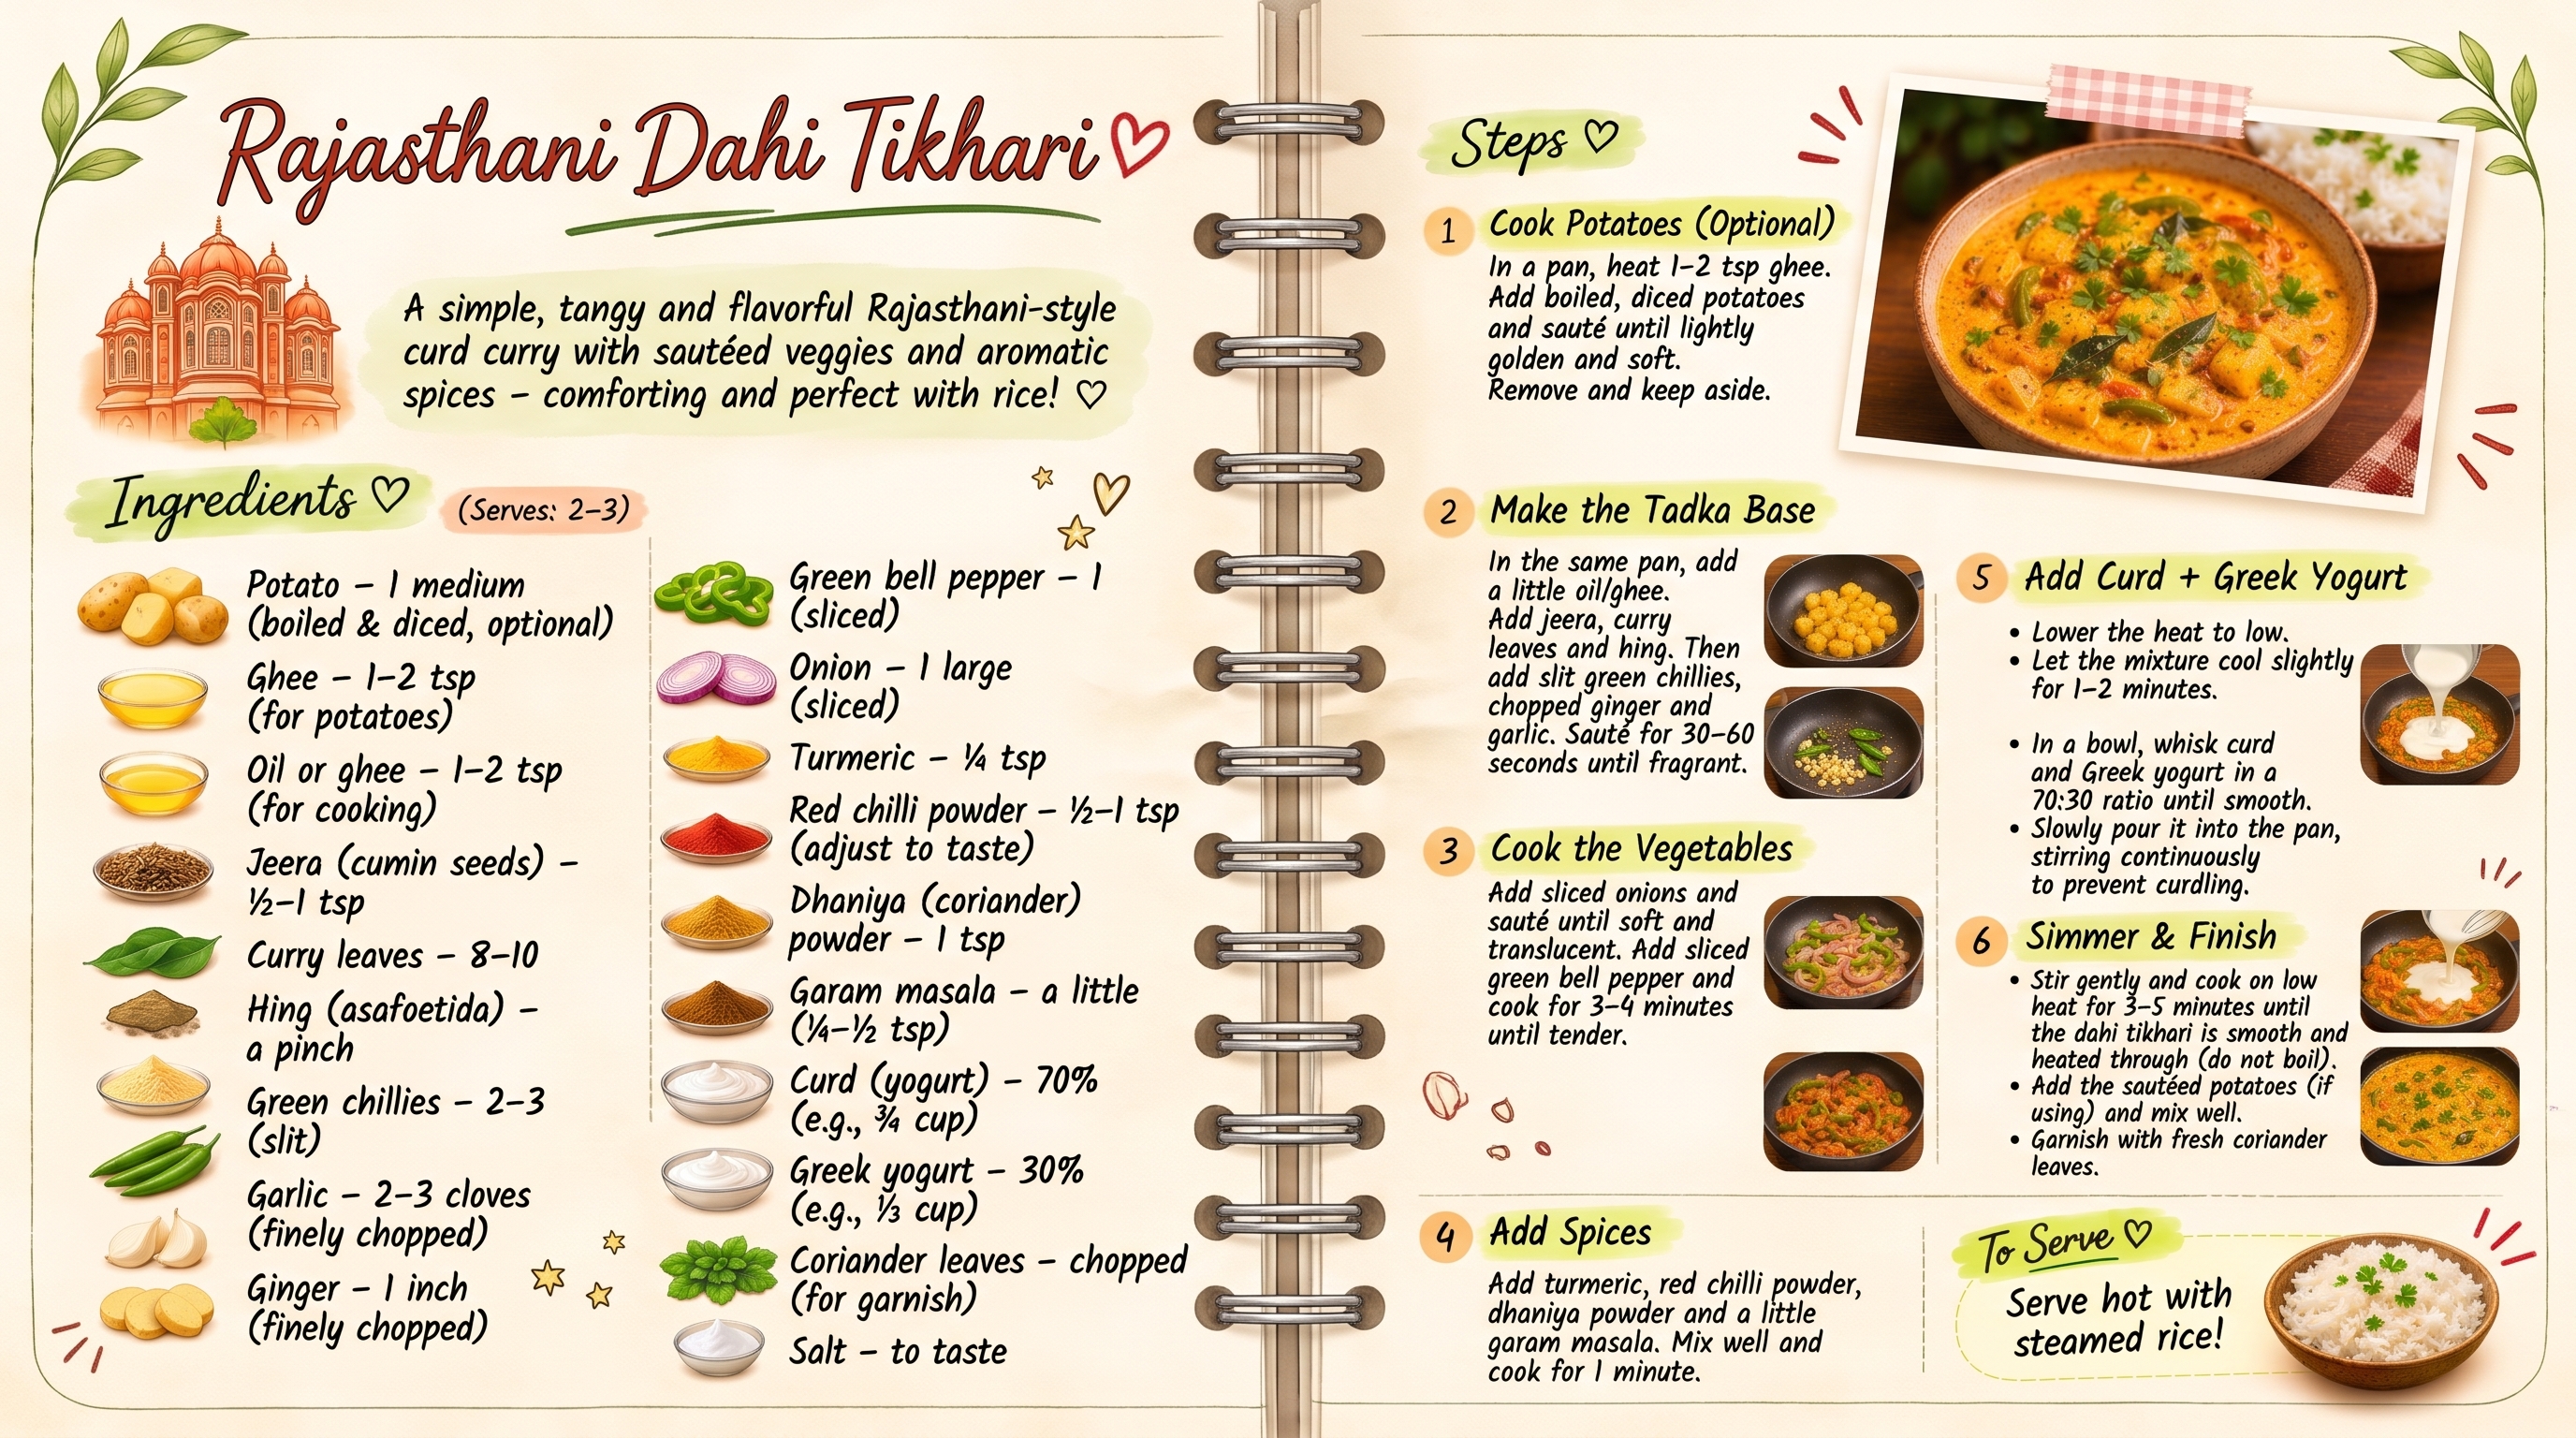 Rajasthani Dahi Tikhari
A simple, tangy and flavorful Rajasthani-style
curd curry with sautéed veggies and aromatic
spices – comforting and perfect with rice! ♡
Ingredients ♡
(Serves: 2–3)
Potato – 1 medium
(boiled & diced, optional)
Ghee – 1–2 tsp
(for potatoes)
Oil or ghee – 1–2 tsp
(for cooking)
Jeera (cumin seeds) –
½–1 tsp
Curry leaves – 8–10
Hing (asafoetida) –
a pinch
Green chillies – 2–3
(slit)
Garlic – 2–3 cloves
(finely chopped)
Ginger – 1 inch
(finely chopped)
Green bell pepper – 1
(sliced)
Onion – 1 large
(sliced)
Turmeric – ¼ tsp
Red chilli powder – ½–1 tsp
(adjust to taste)
Dhaniya (coriander)
powder – 1 tsp
Garam masala – a little
(¼–½ tsp)
Curd (yogurt) – 70%
(e.g., ¾ cup)
Greek yogurt – 30%
(e.g., ⅓ cup)
Coriander leaves – chopped
(for garnish)
Salt – to taste
Steps ♡
1 Cook Potatoes (Optional)
In a pan, heat 1–2 tsp ghee.
Add boiled, diced potatoes
and sauté until lightly
golden and soft.
Remove and keep aside.
2 Make the Tadka Base
In the same pan, add
a little oil/ghee.
Add jeera, curry
leaves and hing. Then
add slit green chillies,
chopped ginger and
garlic. Sauté for 30–60
seconds until fragrant.
3 Cook the Vegetables
Add sliced onions and
sauté until soft and
translucent. Add sliced
green bell pepper and
cook for 3–4 minutes
until tender.
4 Add Spices
Add turmeric, red chilli powder,
dhaniya powder and a little
garam masala. Mix well and
cook for 1 minute.
5 Add Curd + Greek Yogurt
• Lower the heat to low.
• Let the mixture cool slightly
for 1–2 minutes.
• In a bowl, whisk curd
and Greek yogurt in a
70:30 ratio until smooth.
• Slowly pour it into the pan,
stirring continuously
to prevent curdling.
6 Simmer & Finish
• Stir gently and cook on low
heat for 3–5 minutes until
the dahi tikhari is smooth and
heated through (do not boil).
• Add the sautéed potatoes (if
using) and mix well.
• Garnish with fresh coriander
leaves.
To Serve ♡
Serve hot with
steamed rice!